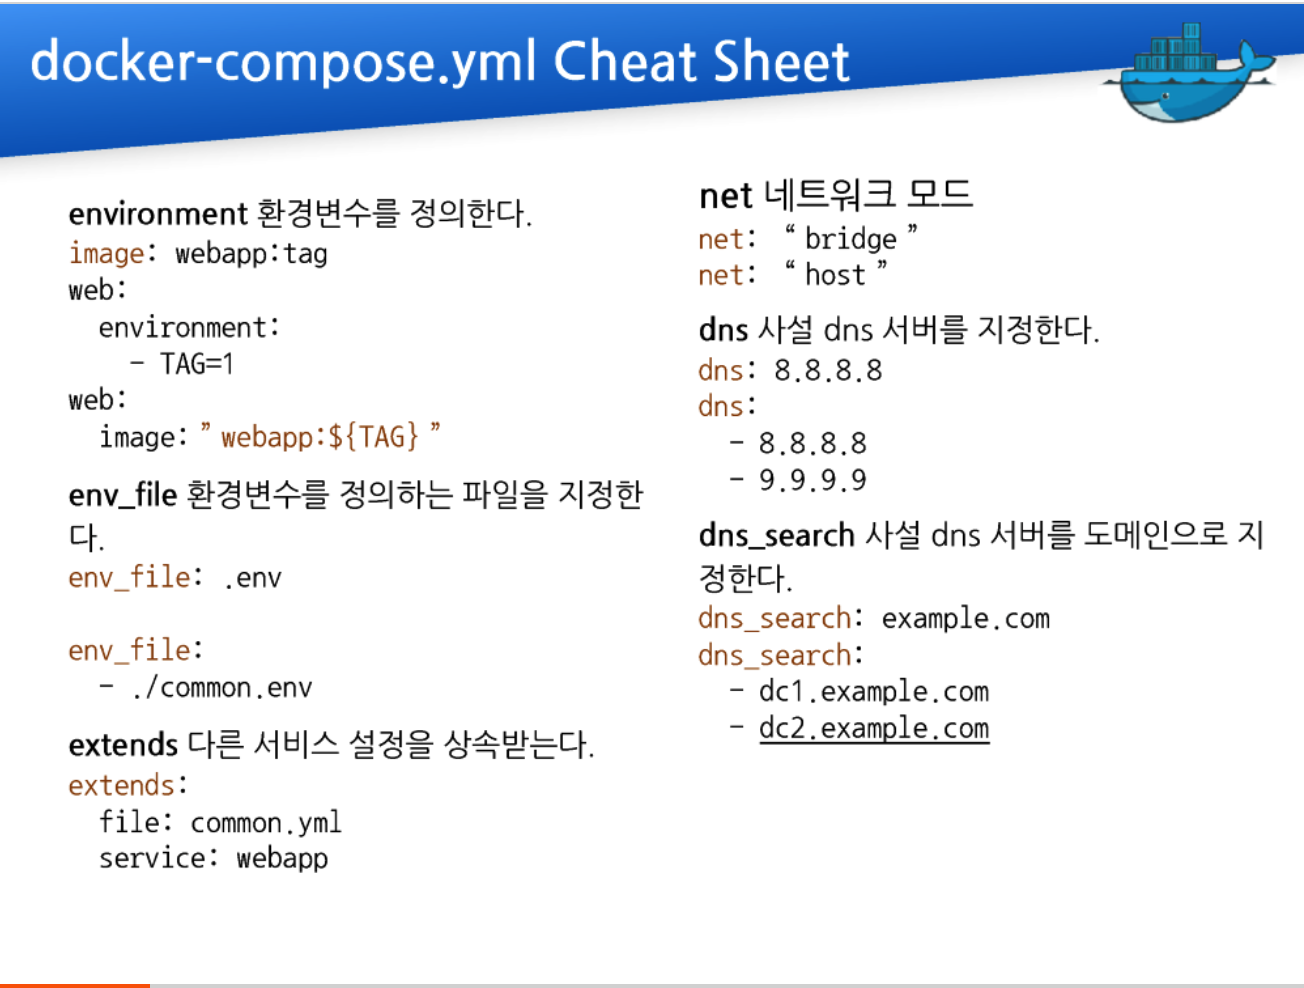 docker-compose.yml Cheat Sheet
environment 환경변수를 정의한다.
image: webapp:tag
web:
  environment:
    - TAG=1
web:
  image:”webapp:${TAG}”
env_file 환경변수를 정의하는 파일을 지정한
다.
env_file: .env
env_file:
  - ./common.env
extends 다른 서비스 설정을 상속받는다.
extends:
  file: common.yml
  service: webapp
net 네트워크 모드
net: “bridge”
net: “host”
dns 사설 dns 서버를 지정한다.
dns: 8.8.8.8
dns:
  - 8.8.8.8
  - 9.9.9.9
dns_search 사설 dns 서버를 도메인으로 지
정한다.
dns_search: example.com
dns_search:
  - dc1.example.com
  - dc2.example.com